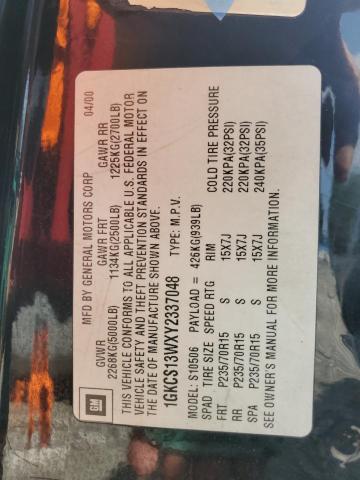 GM
MFD BY GENERAL MOTORS CORP 04/00
GVWR GAWR FRT GAWR RR
2268KG(5000LB) 1134KG(2500LB) 1225KG(2700LB)
THIS VEHICLE CONFORMS TO ALL APPLICABLE U.S. FEDERAL MOTOR
VEHICLE SAFETY AND THEFT PREVENTION STANDARDS IN EFFECT ON
THE DATE OF MANUFACTURE SHOWN ABOVE.
1GKCS13WXY2337048 TYPE: M.P.V.
MODEL: S10506 PAYLOAD = 426KG(939LB)
SPAD TIRE SIZE SPEED RTG RIM COLD TIRE PRESSURE
FRT P235/70R15 S 15X7J 220KPA(32PSI)
RR P235/70R15 S 15X7J 220KPA(32PSI)
SPA P235/70R15 S 15X7J 240KPA(35PSI)
SEE OWNER'S MANUAL FOR MORE INFORMATION.